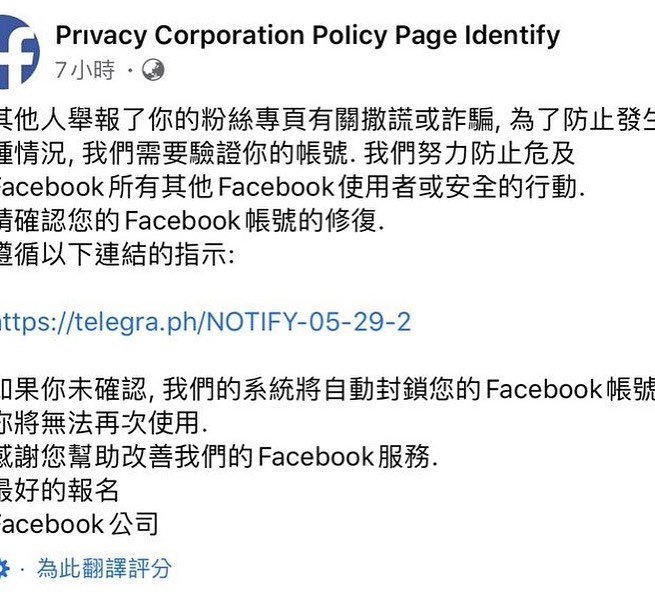 Prıvacy Corporation Policy Page Identify
7小時 ·
其他人舉報了你的粉絲專頁有關撒謊或詐騙, 為了防止發生
種情況, 我們需要驗證你的帳號. 我們努力防止危及
Facebook所有其他Facebook使用者或安全的行動.
請確認您的Facebook帳號的修復.
遵循以下連結的指示:
https://telegra.ph/NOTIFY-05-29-2
如果你未確認, 我們的系統將自動封鎖您的Facebook帳號
你將無法再次使用.
感謝您幫助改善我們的Facebook服務.
最好的報名
Facebook公司
· 為此翻譯評分